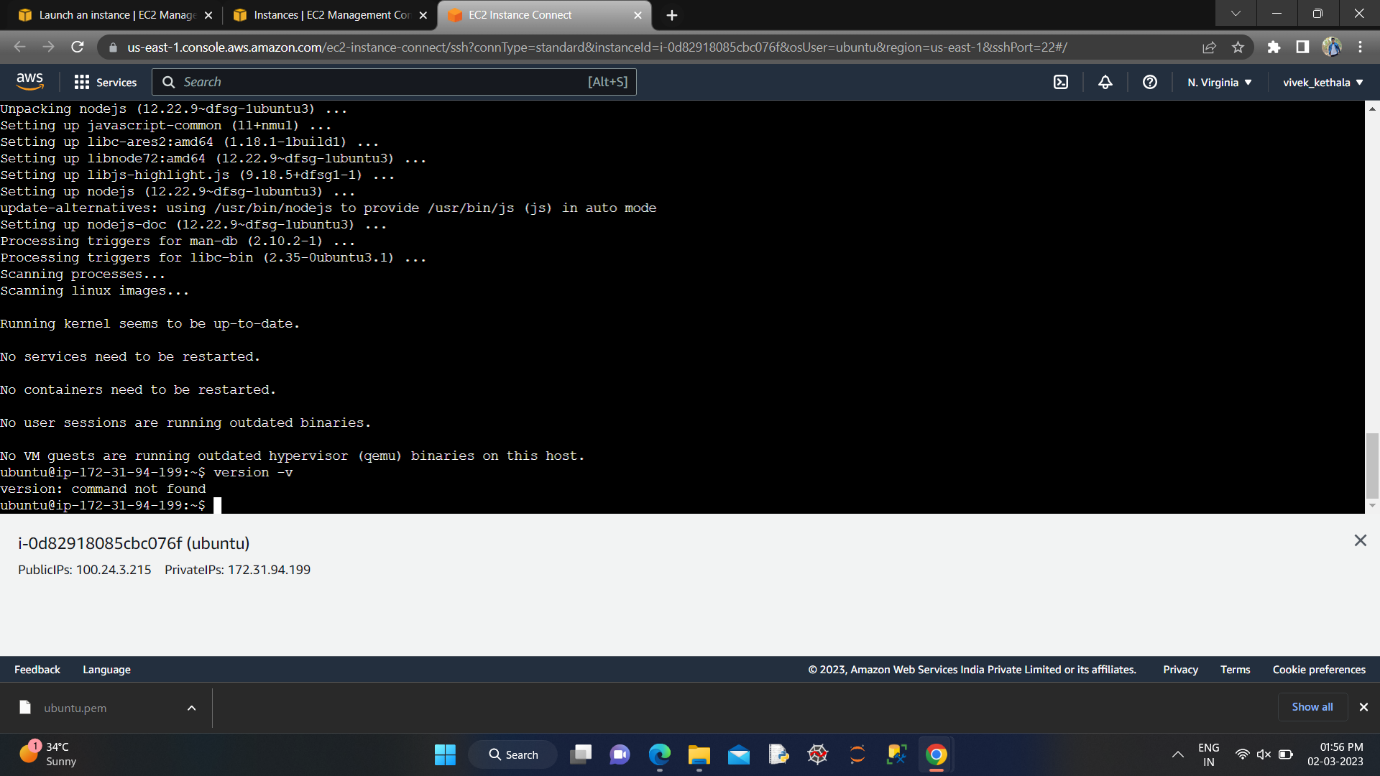 Launch an instance | EC2 Manage
Instances | EC2 Management Con
EC2 Instance Connect
us-east-1.console.aws.amazon.com/ec2-instance-connect/ssh?connType=standard&instanceId=i-0d82918085cbc076f&osUser=ubuntu&region=us-east-1&sshPort=22#/
aws
Services
Search
[Alt+S]
N. Virginia
vivek_kethala
Unpacking nodejs (12.22.9~dfsg-1ubuntu3) ...
Setting up javascript-common (11+nmu1) ...
Setting up libc-ares2:amd64 (1.18.1-1build1) ...
Setting up libnode72:amd64 (12.22.9~dfsg-1ubuntu3) ...
Setting up libjs-highlight.js (9.18.5+dfsg1-1) ...
Setting up nodejs (12.22.9~dfsg-1ubuntu3) ...
update-alternatives: using /usr/bin/nodejs to provide /usr/bin/js (js) in auto mode
Setting up nodejs-doc (12.22.9~dfsg-1ubuntu3) ...
Processing triggers for man-db (2.10.2-1) ...
Processing triggers for libc-bin (2.35-0ubuntu3.1) ...
Scanning processes...
Scanning linux images...
Running kernel seems to be up-to-date.
No services need to be restarted.
No containers need to be restarted.
No user sessions are running outdated binaries.
No VM guests are running outdated hypervisor (qemu) binaries on this host.
ubuntu@ip-172-31-94-199:~$ version -v
version: command not found
ubuntu@ip-172-31-94-199:~$
i-0d82918085cbc076f (ubuntu)
PublicIPs: 100.24.3.215 PrivateIPs: 172.31.94.199
Feedback
Language
© 2023, Amazon Web Services India Private Limited or its affiliates.
Privacy
Terms
Cookie preferences
ubuntu.pem
Show all
1
34°C
Sunny
Search
ENG
IN
01:56 PM
02-03-2023